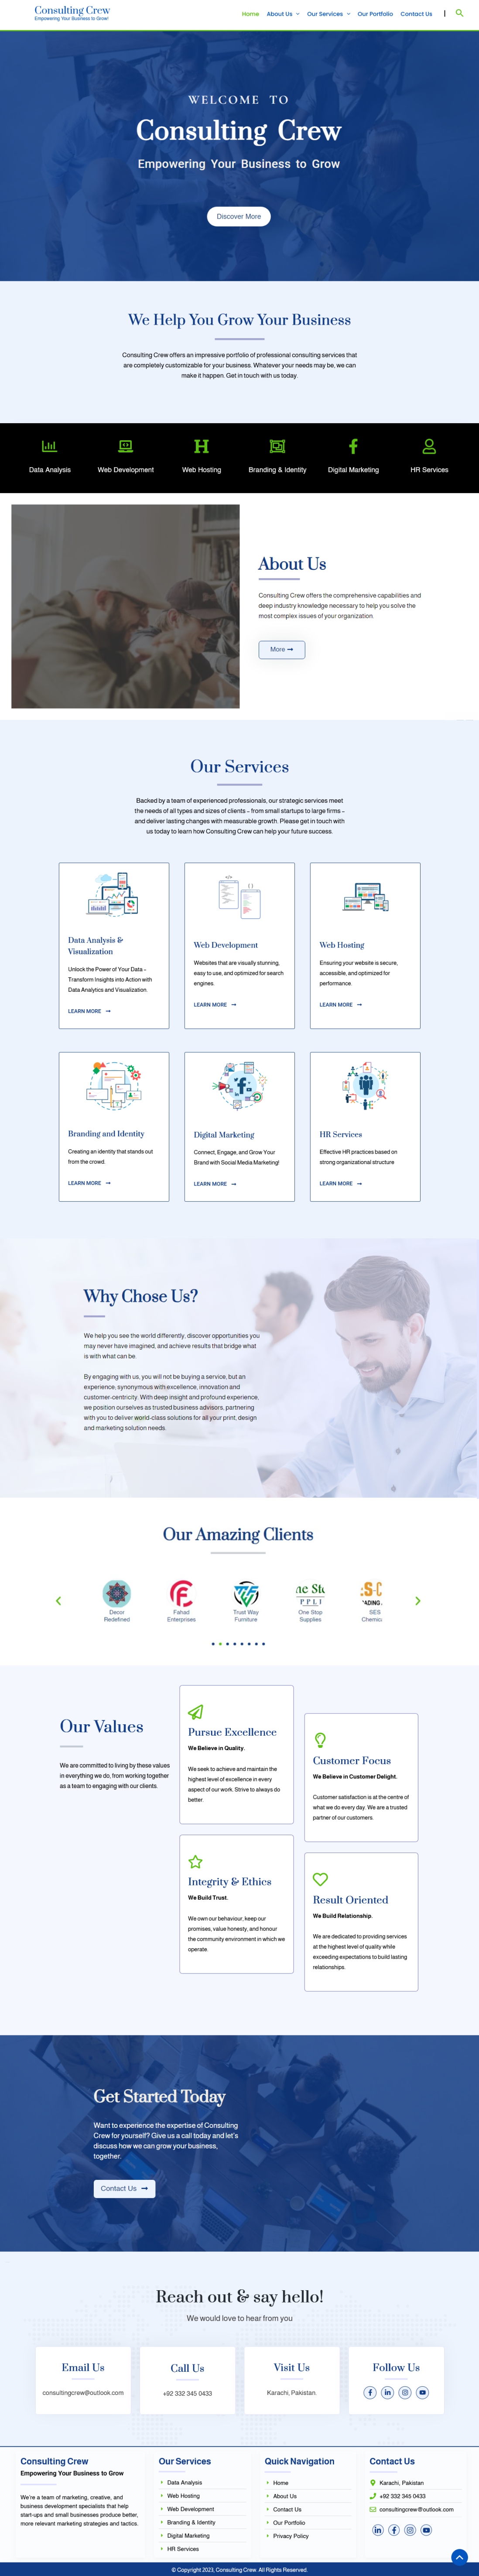 Consulting Crew
Empowering Your Business to Grow!
Home About Us Our Services Our Portfolio Contact Us
WELCOME TO
Consulting Crew
Empowering Your Business to Grow
Discover More
We Help You Grow Your Business
Consulting Crew offers an impressive portfolio of professional consulting services that
are completely customizable for your business. Whatever your needs may be, we can
make it happen. Get in touch with us today.
Data Analysis
Web Development
Web Hosting
Branding & Identity
Digital Marketing
HR Services
About Us
Consulting Crew offers the comprehensive capabilities and
deep industry knowledge necessary to help you solve the
most complex issues of your organization.
More
Our Services
Backed by a team of experienced professionals, our strategic services meet
the needs of all types and sizes of clients – from small startups to large firms –
and deliver lasting changes with measurable growth. Please get in touch with
us today to learn how Consulting Crew can help your future success.
Data Analysis &
Visualization
Unlock the Power of Your Data –
Transform Insights into Action with
Data Analytics and Visualization.
LEARN MORE
Web Development
Websites that are visually stunning,
easy to use, and optimized for search
engines.
LEARN MORE
Web Hosting
Ensuring your website is secure,
accessible, and optimized for
performance.
LEARN MORE
Branding and Identity
Creating an identity that stands out
from the crowd.
LEARN MORE
Digital Marketing
Connect, Engage, and Grow Your
Brand with Social Media Marketing!
LEARN MORE
HR Services
Effective HR practices based on
strong organizational structure
LEARN MORE
Why Chose Us?
We help you see the world differently, discover opportunities you
may never have imagined, and achieve results that bridge what
is with what can be.
By engaging with us, you will not be buying a service, but an
experience, synonymous with excellence, innovation and
customer-centricity. With deep insight and profound experience,
we position ourselves as trusted business advisors, partnering
with you to deliver world-class solutions for all your print, design
and marketing solution needs.
Our Amazing Clients
Decor
Redefined
Fahad
Enterprises
Trust Way
Furniture
One Stop
Supplies
SES
Chemica
Our Values
We are committed to living by these values
in everything we do, from working together
as a team to engaging with our clients.
Pursue Excellence
We Believe in Quality.
We seek to achieve and maintain the
highest level of excellence in every
aspect of our work. Strive to always do
better.
Customer Focus
We Believe in Customer Delight.
Customer satisfaction is at the centre of
what we do every day. We are a trusted
partner of our customers.
Integrity & Ethics
We Build Trust.
We own our behaviour, keep our
promises, value honesty, and honour
the community environment in which we
operate.
Result Oriented
We Build Relationship.
We are dedicated to providing services
at the highest level of quality while
exceeding expectations to build lasting
relationships.
Get Started Today
Want to experience the expertise of Consulting
Crew for yourself? Give us a call today and let's
discuss how we can grow your business,
together.
Contact Us
Reach out & say hello!
We would love to hear from you
Email Us
consultingcrew@outlook.com
Call Us
+92 332 345 0433
Visit Us
Karachi, Pakistan.
Follow Us
Consulting Crew
Empowering Your Business to Grow
We're a team of marketing, creative, and
business development specialists that help
start-ups and small businesses produce better,
more relevant marketing strategies and tactics.
Our Services
Data Analysis
Web Hosting
Web Development
Branding & Identity
Digital Marketing
HR Services
Quick Navigation
Home
About Us
Contact Us
Our Portfolio
Privacy Policy
Contact Us
Karachi, Pakistan
+92 332 345 0433
consultingcrew@outlook.com
© Copyright 2023, Consulting Crew. All Rights Reserved.